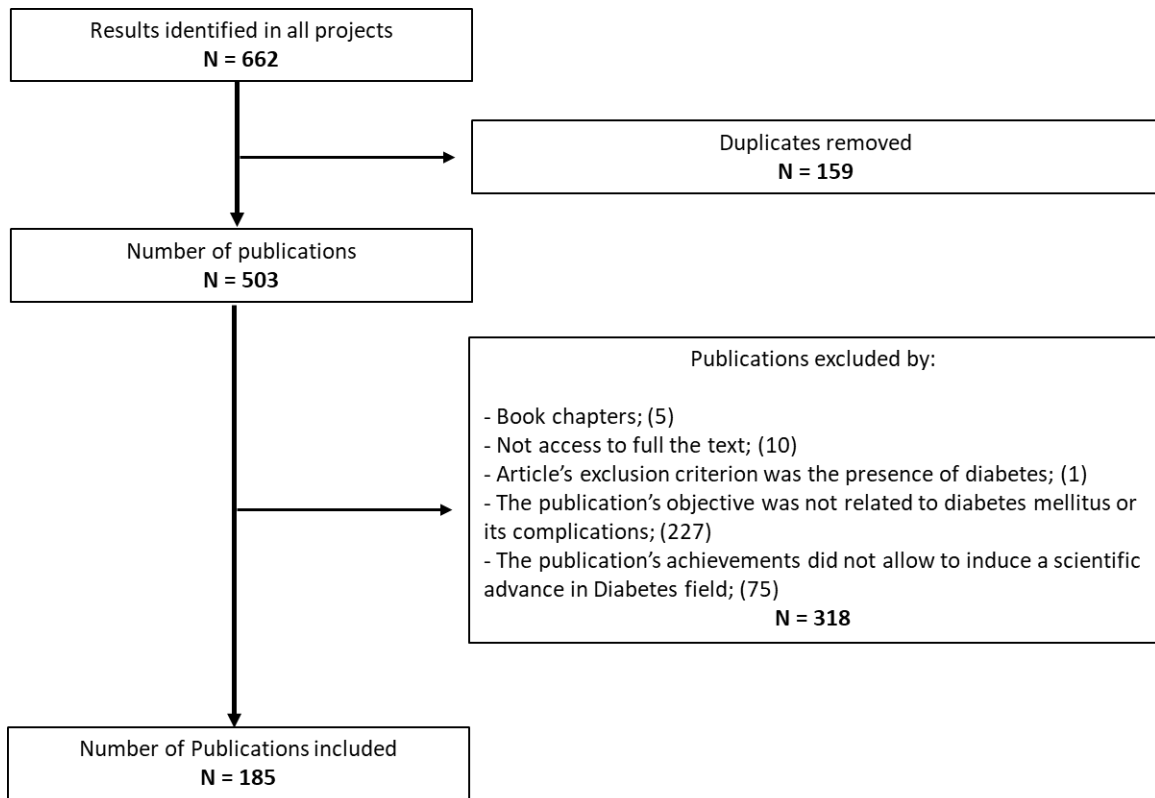 Results identified in all projects
N = 662
Duplicates removed
N = 159
Number of publications
N = 503
Publications excluded by:
- Book chapters; (5)
- Not access to full the text; (10)
- Article’s exclusion criterion was the presence of diabetes; (1)
- The publication’s objective was not related to diabetes mellitus or
its complications; (227)
- The publication’s achievements did not allow to induce a scientific
advance in Diabetes field; (75)
N = 318
Number of Publications included
N = 185